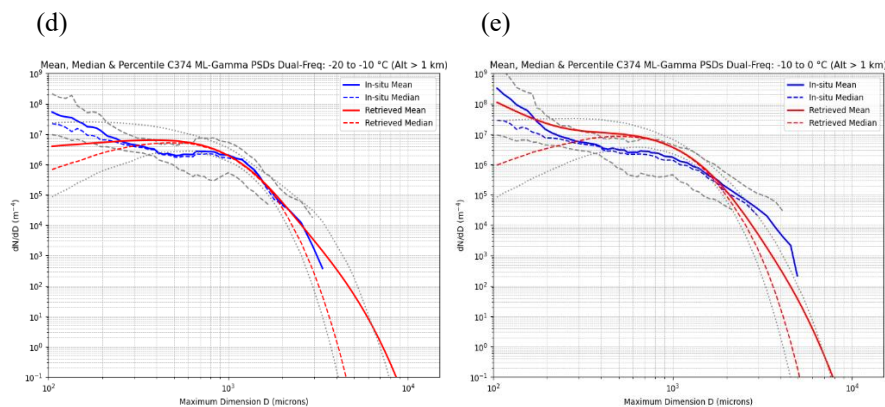 (d)
(e)
Mean, Median & Percentile C374 ML-Gamma PSDs Dual-Freq: -20 to -10 °C (Alt > 1 km)
10⁹
10⁸
10⁷
10⁶
10⁵
10⁴
10³
10²
10¹
10⁰
10⁻¹
dN/dD (m⁻⁴)
In-situ Mean
In-situ Median
Retrieved Mean
Retrieved Median
10² 10³ 10⁴
Maximum Dimension D (microns)
Mean, Median & Percentile C374 ML-Gamma PSDs Dual-Freq: -10 to 0 °C (Alt > 1 km)
10⁹
10⁸
10⁷
10⁶
10⁵
10⁴
10³
10²
10¹
10⁰
10⁻¹
dN/dD (m⁻⁴)
In-situ Mean
In-situ Median
Retrieved Mean
Retrieved Median
10² 10³ 10⁴
Maximum Dimension D (microns)